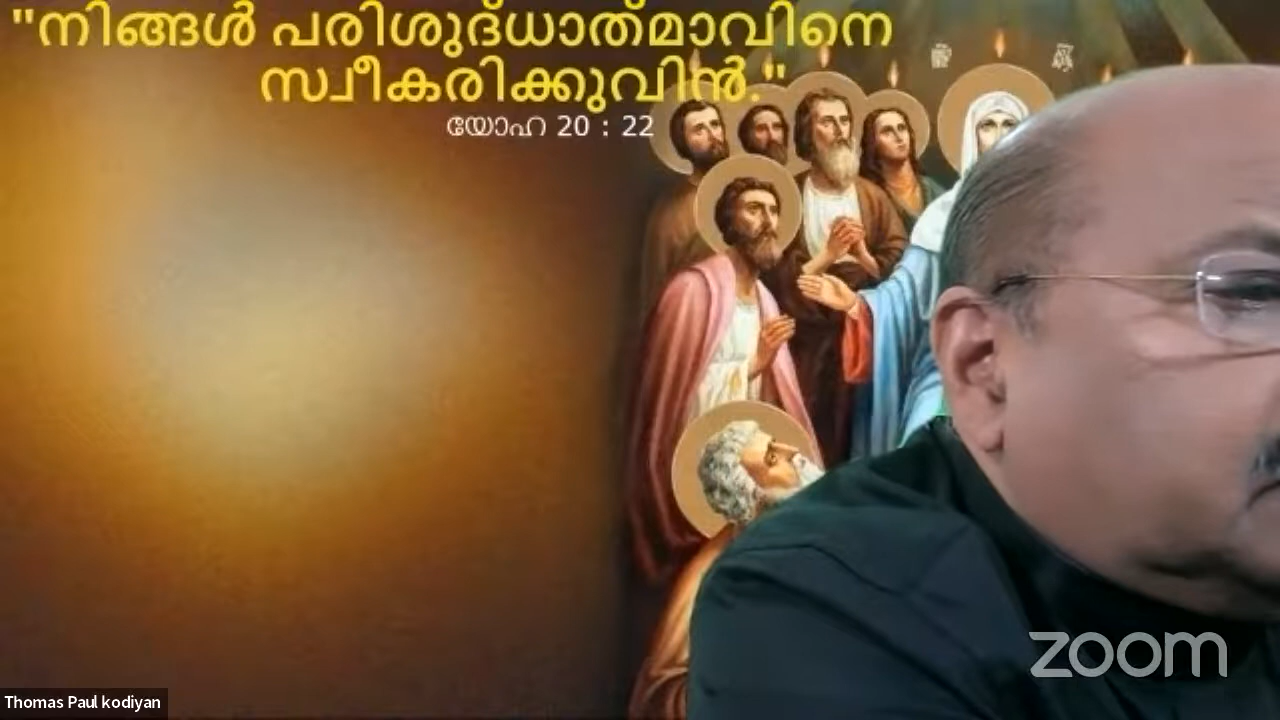 "നിങ്ങൾ പരിശുദ്ധാത്മാവിനെ
സ്വീകരിക്കുവിൻ."
യോഹ 20 : 22
zoom
Thomas Paul kodiyan